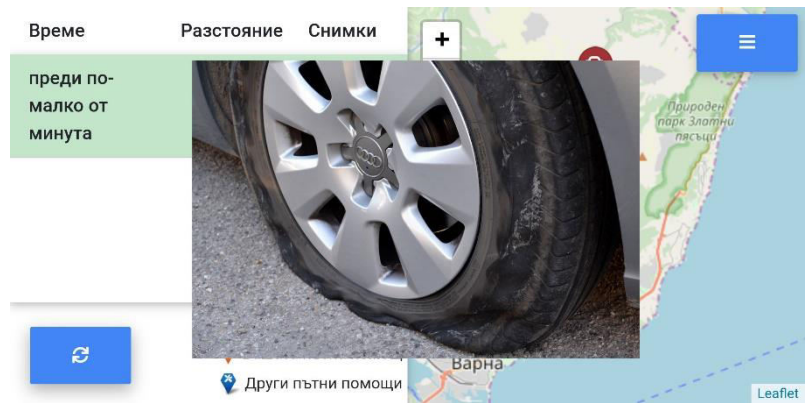 Време Разстояние Снимки
преди по-
малко от
минута
+
Природен
парк Златни
пясъци
Варна
Други пътни помощи
Leaflet